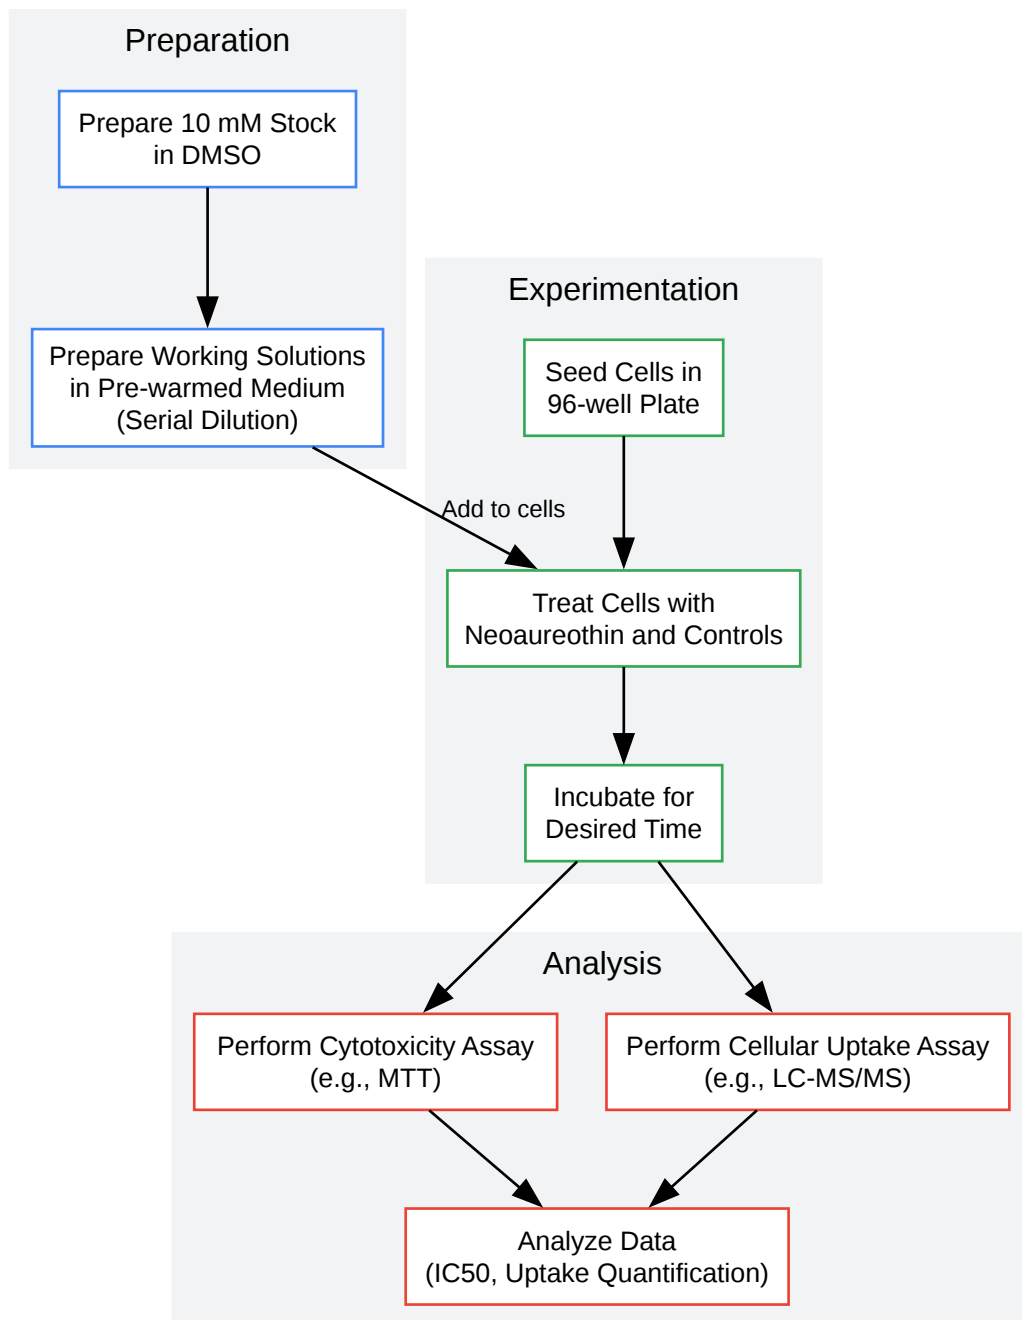 Preparation
Prepare 10 mM Stock
in DMSO
Prepare Working Solutions
in Pre-warmed Medium
(Serial Dilution)
Experimentation
Seed Cells in
96-well Plate
Add to cells
Treat Cells with
Neoaureothin and Controls
Incubate for
Desired Time
Analysis
Perform Cytotoxicity Assay
(e.g., MTT)
Perform Cellular Uptake Assay
(e.g., LC-MS/MS)
Analyze Data
(IC50, Uptake Quantification)